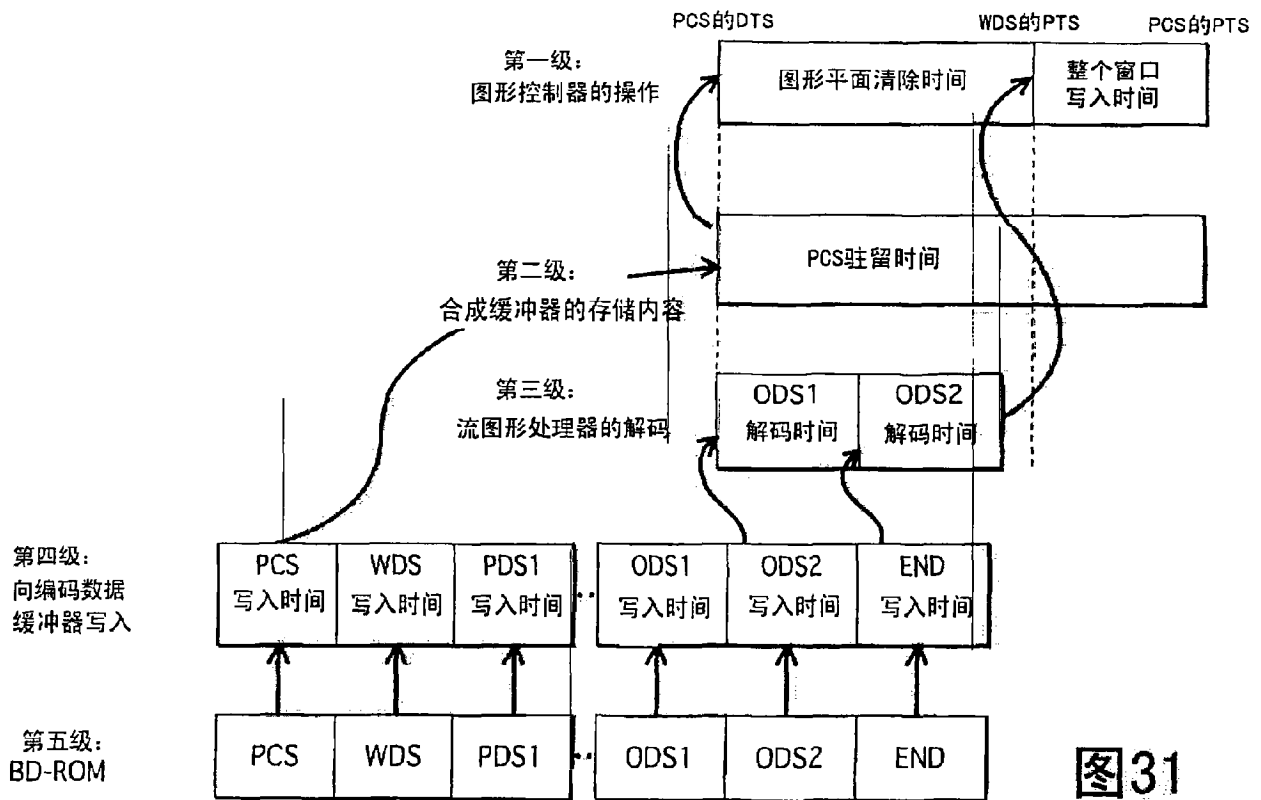 PCS的DTS WDS的PTS PCS的PTS
第一级：
图形控制器的操作
图形平面清除时间
整个窗口
写入时间
第二级：
合成缓冲器的存储内容
PCS驻留时间
第三级：
流图形处理器的解码
ODS1
解码时间
ODS2
解码时间
第四级：
向编码数据
缓冲器写入
PCS
写入时间
WDS
写入时间
PDS1
写入时间
ODS1
写入时间
ODS2
写入时间
END
写入时间
第五级：
BD-ROM
PCS
WDS
PDS1
ODS1
ODS2
END
图31